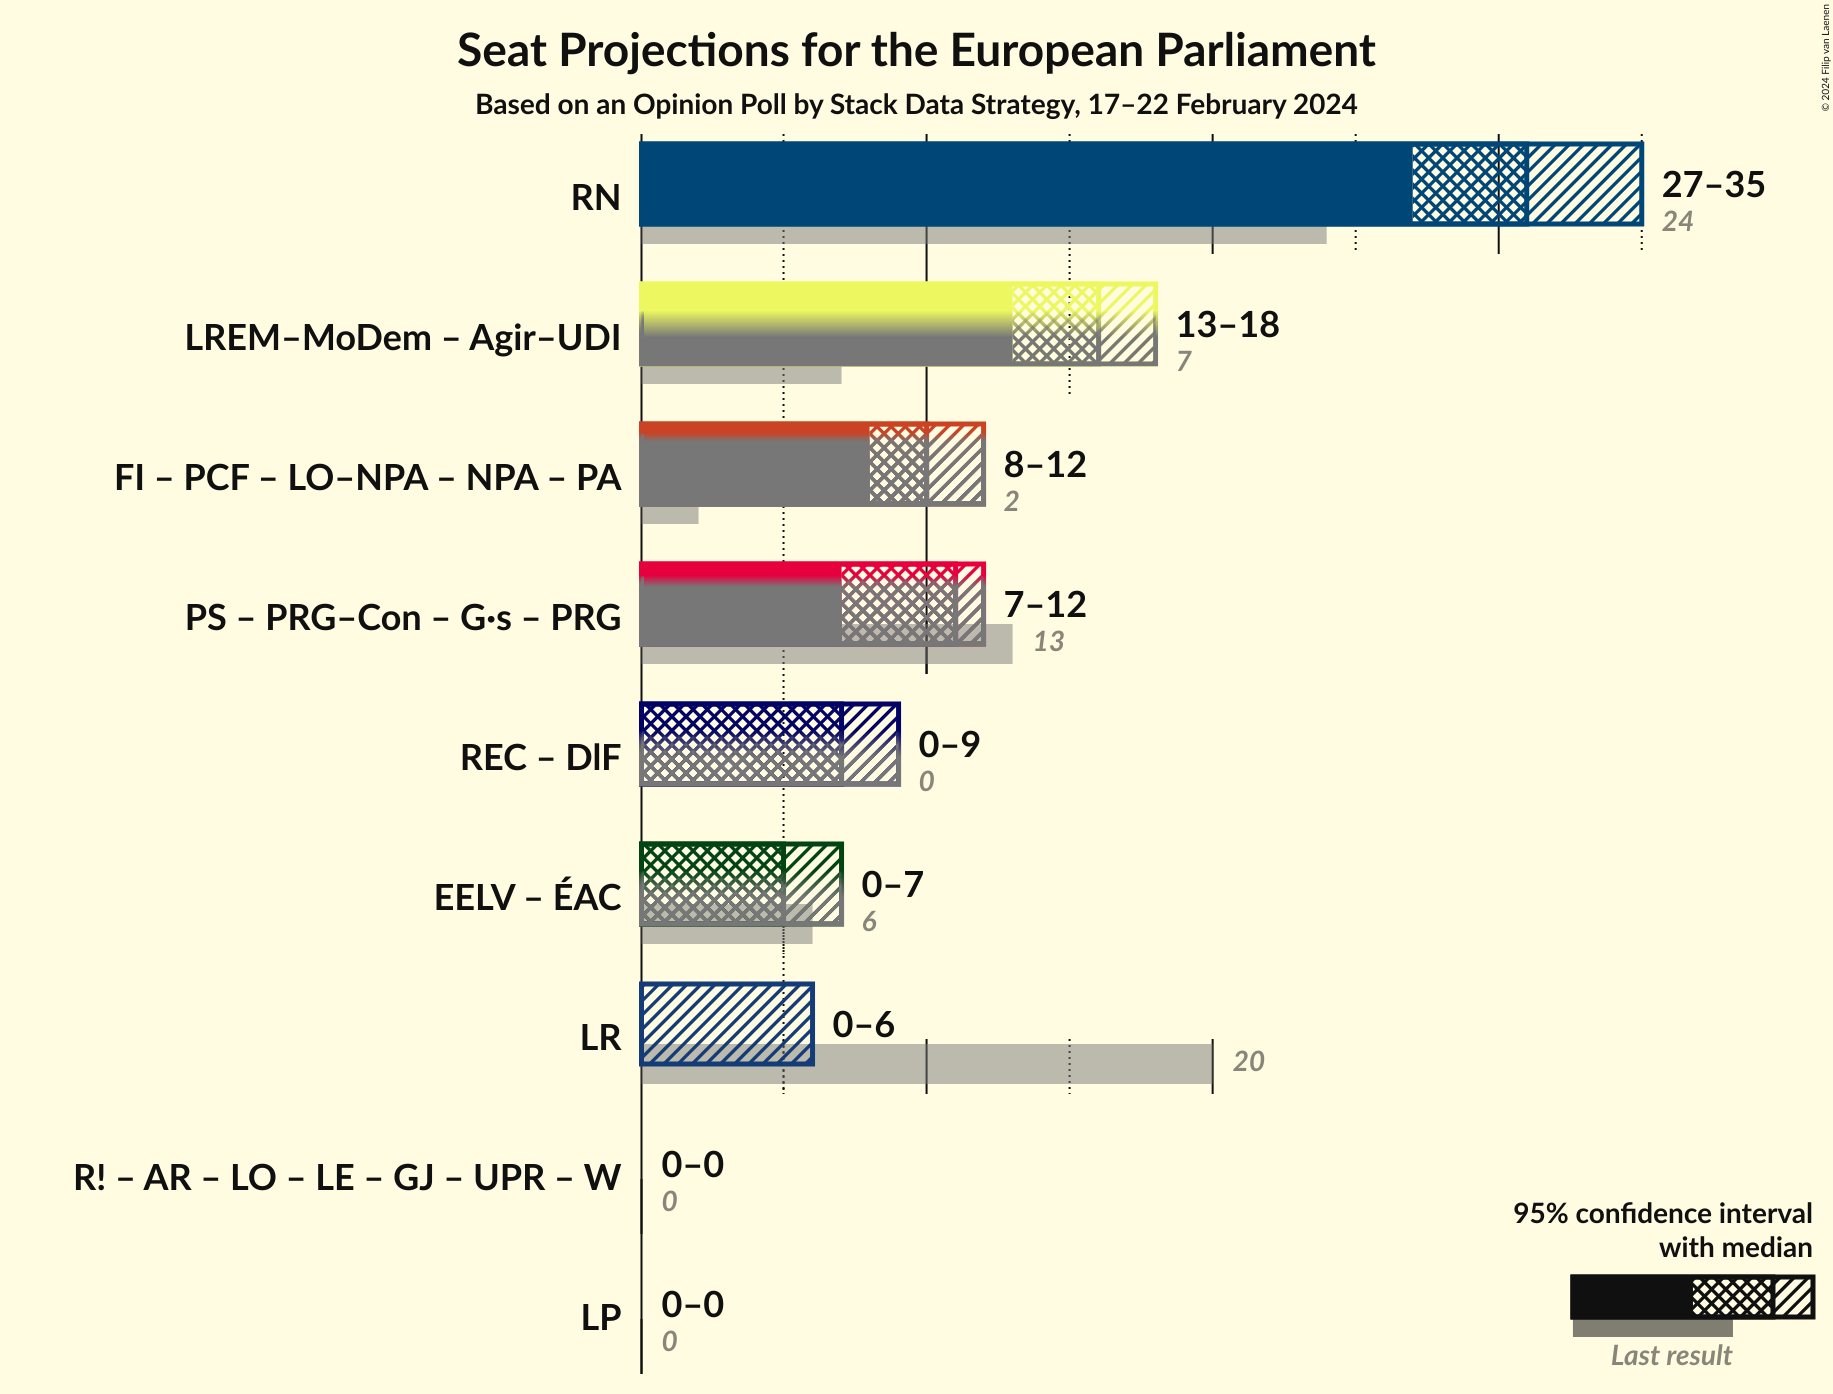 Seat Projections for the European Parliament
Based on an Opinion Poll by Stack Data Strategy, 17–22 February 2024
© 2024 Filip van Laenen
RN
27–35
24
LREM–MoDem – Agir–UDI
13–18
7
FI – PCF – LO–NPA – NPA – PA
8–12
2
PS – PRG–Con – G·s – PRG
7–12
13
REC – DlF
0–9
0
EELV – ÉAC
0–7
6
LR
0–6
20
R! – AR – LO – LE – GJ – UPR – W
0–0
0
LP
0–0
0
95% confidence interval
with median
Last result